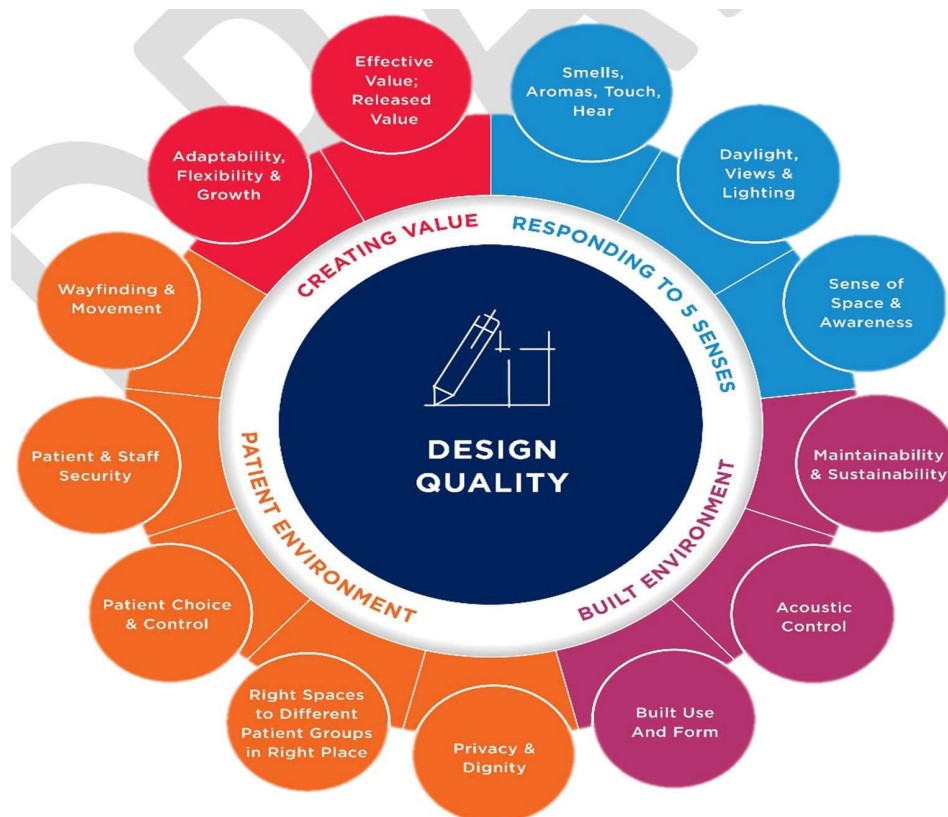 Effective
Value;
Released
Value
Smells,
Aromas, Touch,
Hear
Daylight,
Views &
Lighting
Sense of
Space &
Awareness
Maintainability
& Sustainability
Acoustic
Control
Built Use
And Form
Privacy &
Dignity
Right Spaces
to Different
Patient Groups
in Right Place
Patient Choice
& Control
Patient & Staff
Security
Wayfinding &
Movement
Adaptability,
Flexibility &
Growth
CREATING VALUE
RESPONDING TO 5 SENSES
BUILT ENVIRONMENT
PATIENT ENVIRONMENT
DESIGN
QUALITY